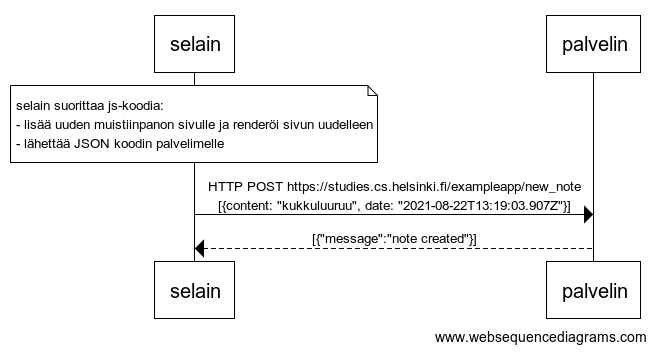 selain
palvelin
selain suorittaa js-koodia:
- lisää uuden muistiinpanon sivulle ja renderöi sivun uudelleen
- lähettää JSON koodin palvelimelle
HTTP POST https://studies.cs.helsinki.fi/exampleapp/new_note
[{content: "kukkuluuruu", date: "2021-08-22T13:19:03.907Z"}]
[{"message":"note created"}]
selain
palvelin
www.websequencediagrams.com